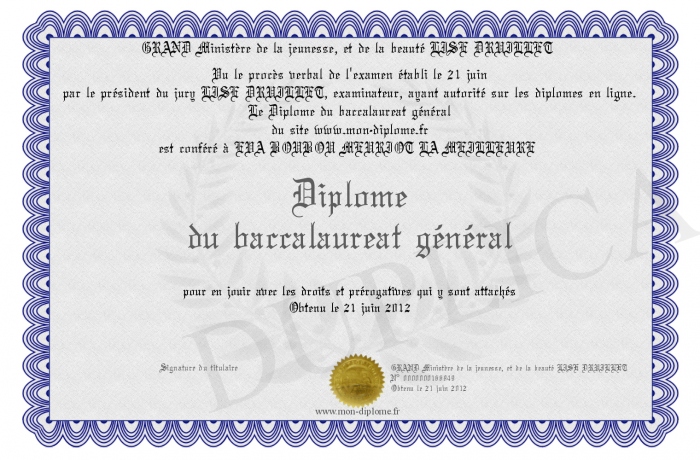 GRAND Ministère de la jeunesse, et de la beauté LISE DRUILLET
Vu le procès verbal de l'examen établi le 21 juin
par le président du jury LISE DRUILLET, examinateur, ayant autorité sur les diplomes en ligne.
Le Diplome du baccalaureat général
du site www.mon-diplome.fr
est conféré à EVA BOUBOU MEURIOT LA MEILLEURE
Diplome
du baccalaureat général
pour en jouir avec les droits et prérogatives qui y sont attachés
Obtenu le 21 juin 2012
DUPLICA
Signature du titulaire
GRAND Ministère de la jeunesse, et de la beauté LISE DRUILLET
Obtenu le 21 juin 2012
www.mon-diplome.fr